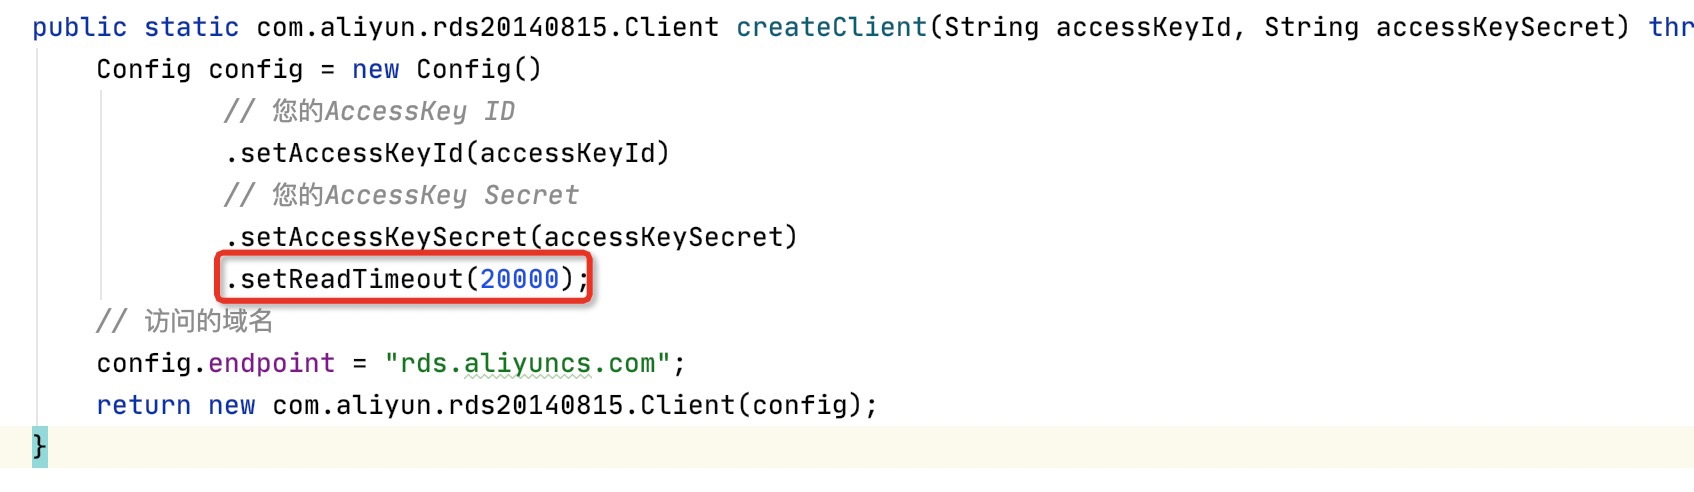 public static com.aliyun.rds20140815.Client createClient(String accessKeyId, String accessKeySecret) thr
Config config = new Config()
// 您的AccessKey ID
.setAccessKeyId(accessKeyId)
// 您的AccessKey Secret
.setAccessKeySecret(accessKeySecret)
.setReadTimeout(20000);
// 访问的域名
config.endpoint = "rds.aliyuncs.com";
return new com.aliyun.rds20140815.Client(config);
}